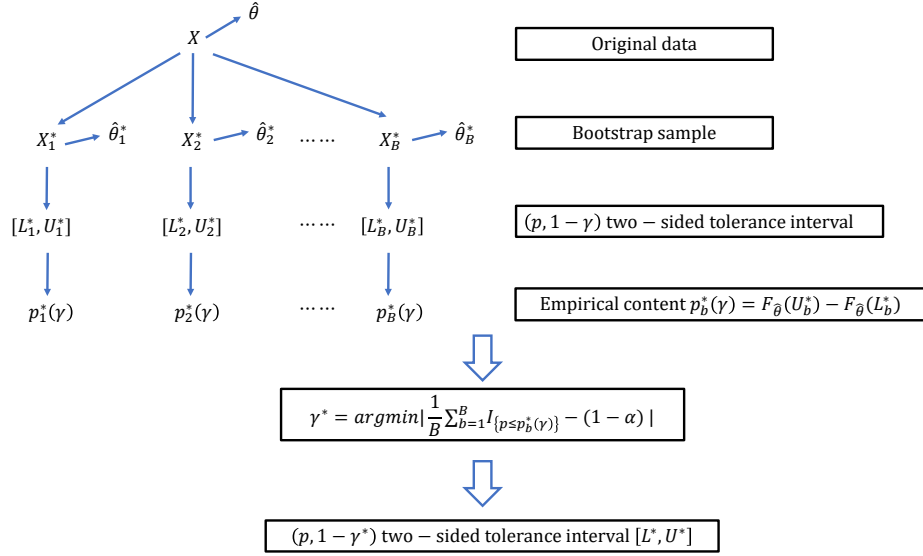 θ̂
X
Original data
X₁* θ̂₁* X₂* θ̂₂* …… X_B* θ̂_B* Bootstrap sample
[L₁*, U₁*] [L₂*, U₂*] …… [L_B*, U_B*] (p, 1 − γ) two − sided tolerance interval
p₁*(γ) p₂*(γ) …… p_B*(γ) Empirical content p_b*(γ) = F_θ̂(U_b*) − F_θ̂(L_b*)
γ* = argmin| 1/B ∑_{b=1}^{B} I_{{p≤p_b*(γ)}} − (1 − α) |
(p, 1 − γ*) two − sided tolerance interval [L*, U*]